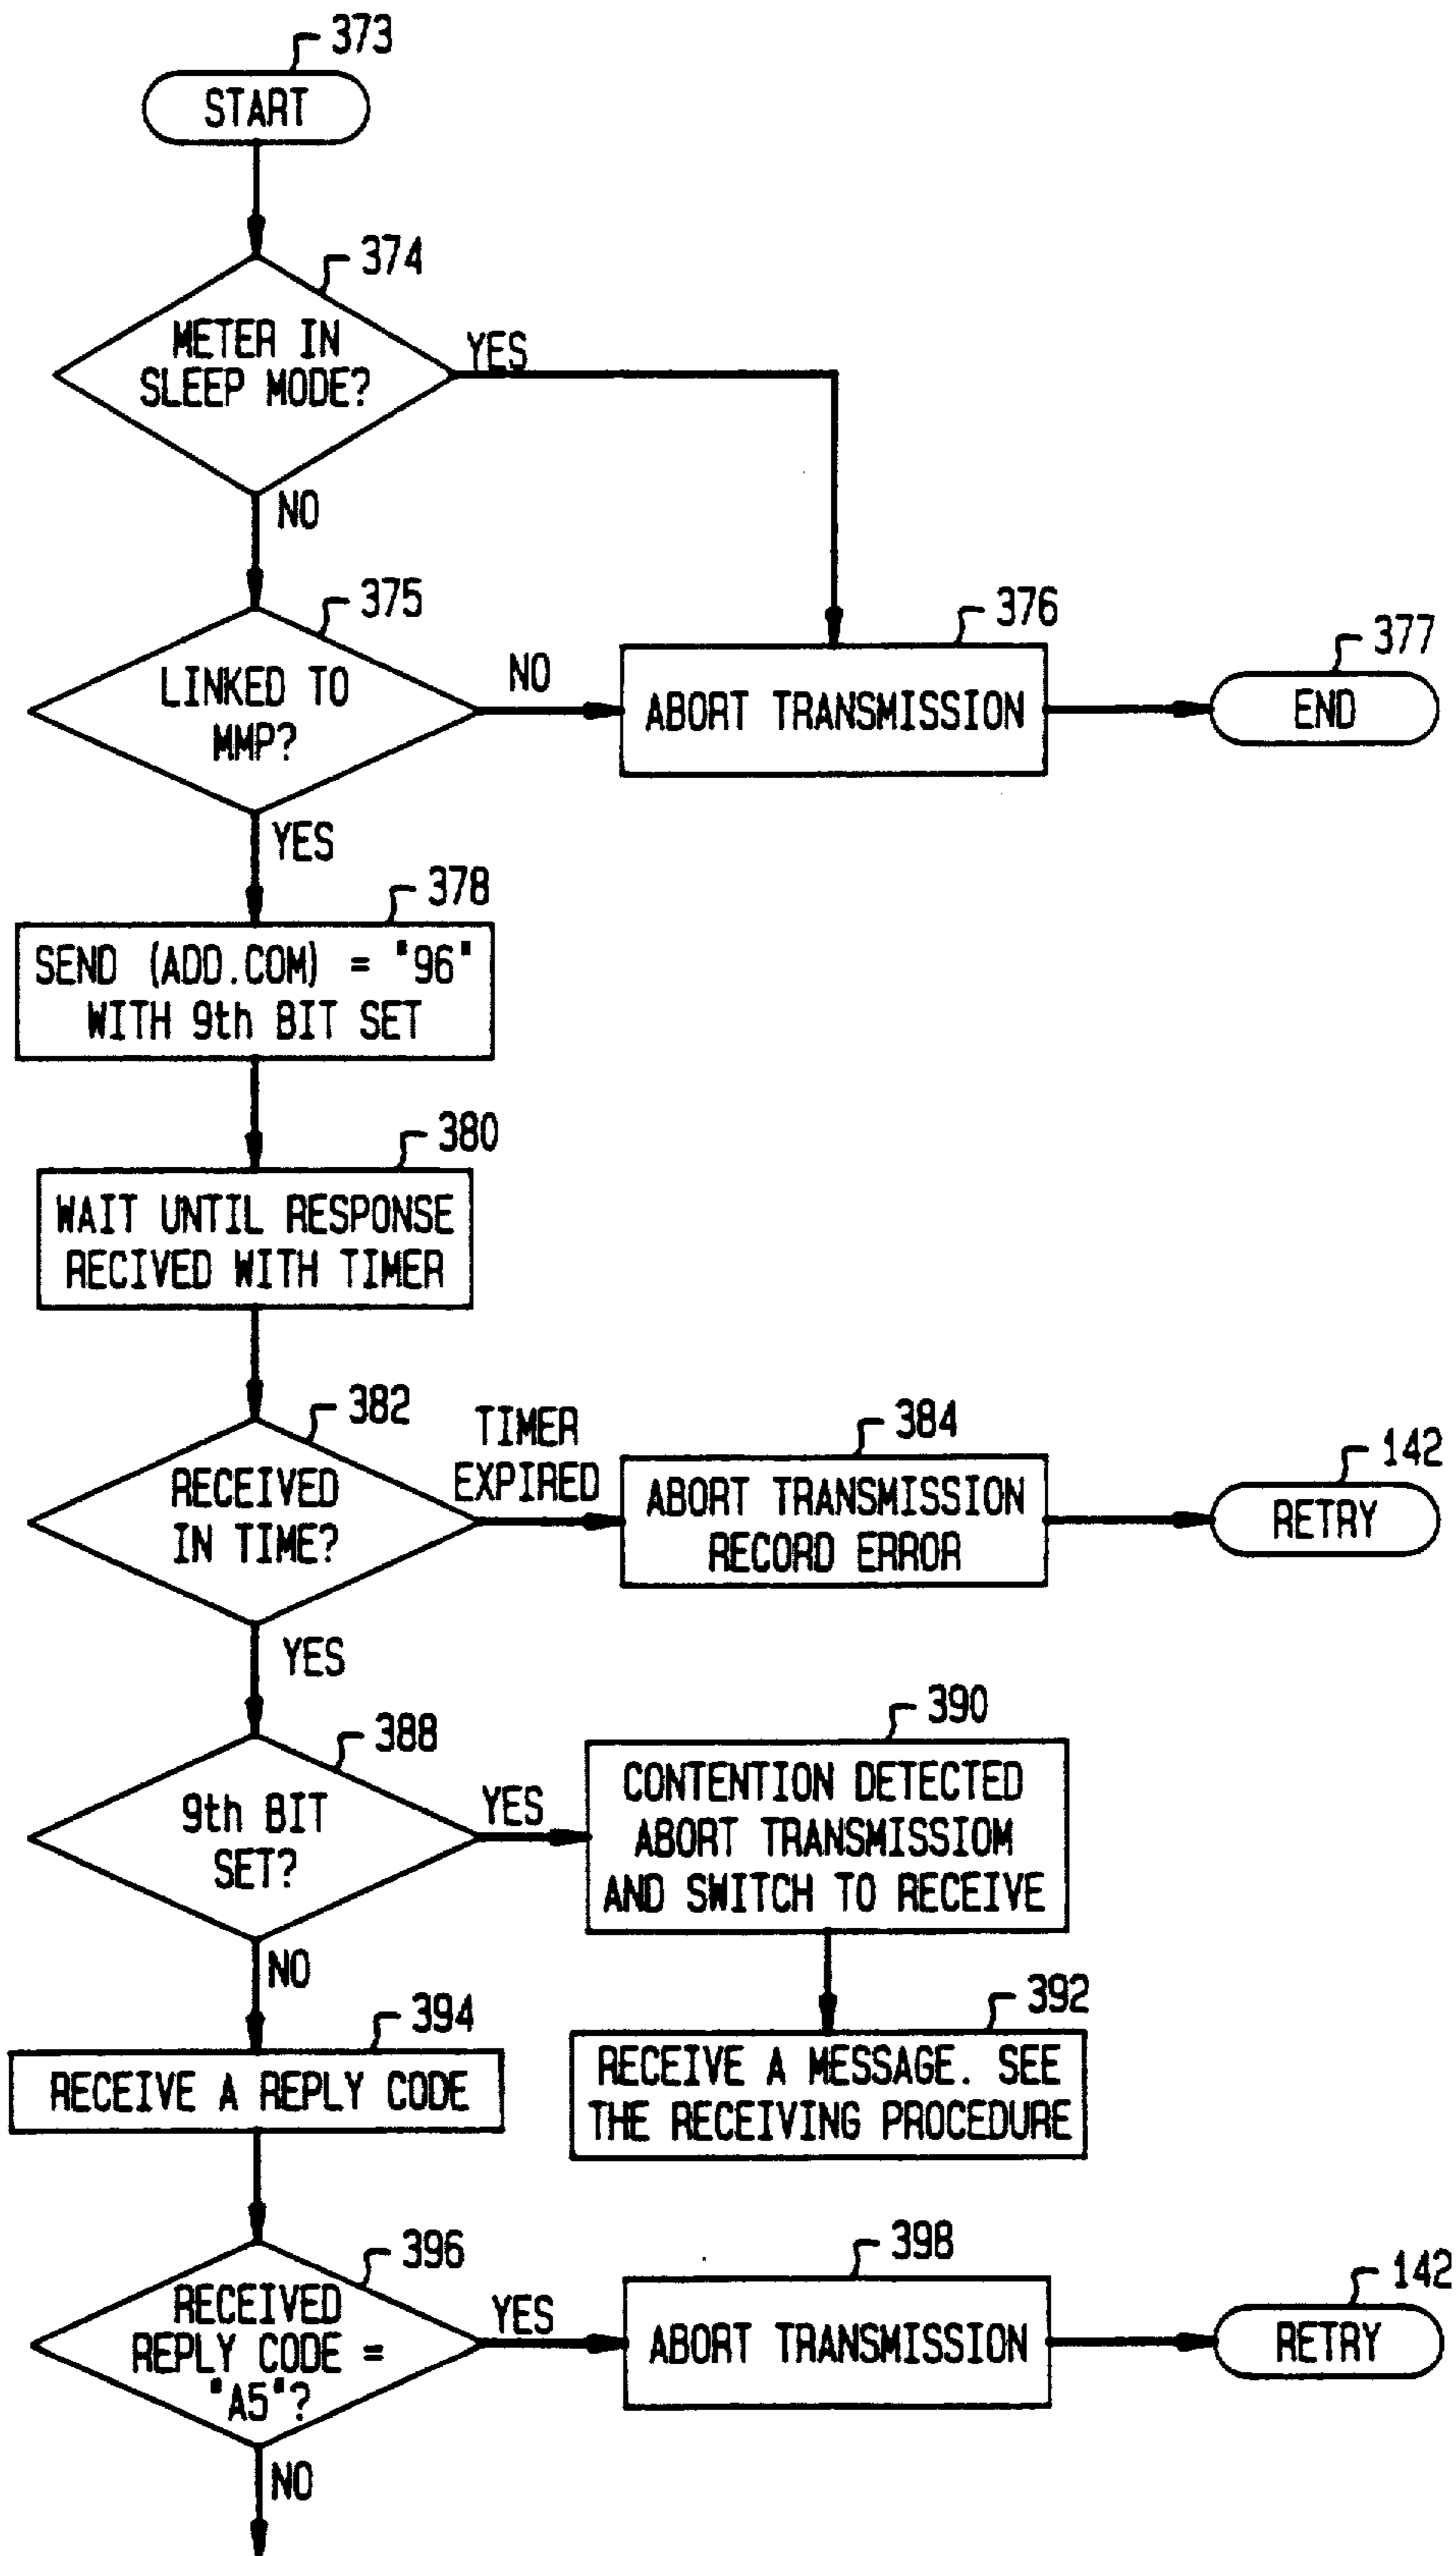 373
START
374
METER IN
SLEEP MODE?
YES
NO
375
LINKED TO
MMP?
NO
376
ABORT TRANSMISSION
377
END
YES
378
SEND (ADD.COM) = "96"
WITH 9th BIT SET
380
WAIT UNTIL RESPONSE
RECIVED WITH TIMER
382
RECEIVED
IN TIME?
TIMER
EXPIRED
384
ABORT TRANSMISSION
RECORD ERROR
142
RETRY
YES
388
9th BIT
SET?
YES
390
CONTENTION DETECTED
ABORT TRANSMISSIOM
AND SWITCH TO RECEIVE
NO
392
RECEIVE A MESSAGE. SEE
THE RECEIVING PROCEDURE
394
RECEIVE A REPLY CODE
396
RECEIVED
REPLY CODE =
"A5"?
YES
398
ABORT TRANSMISSION
142
RETRY
NO